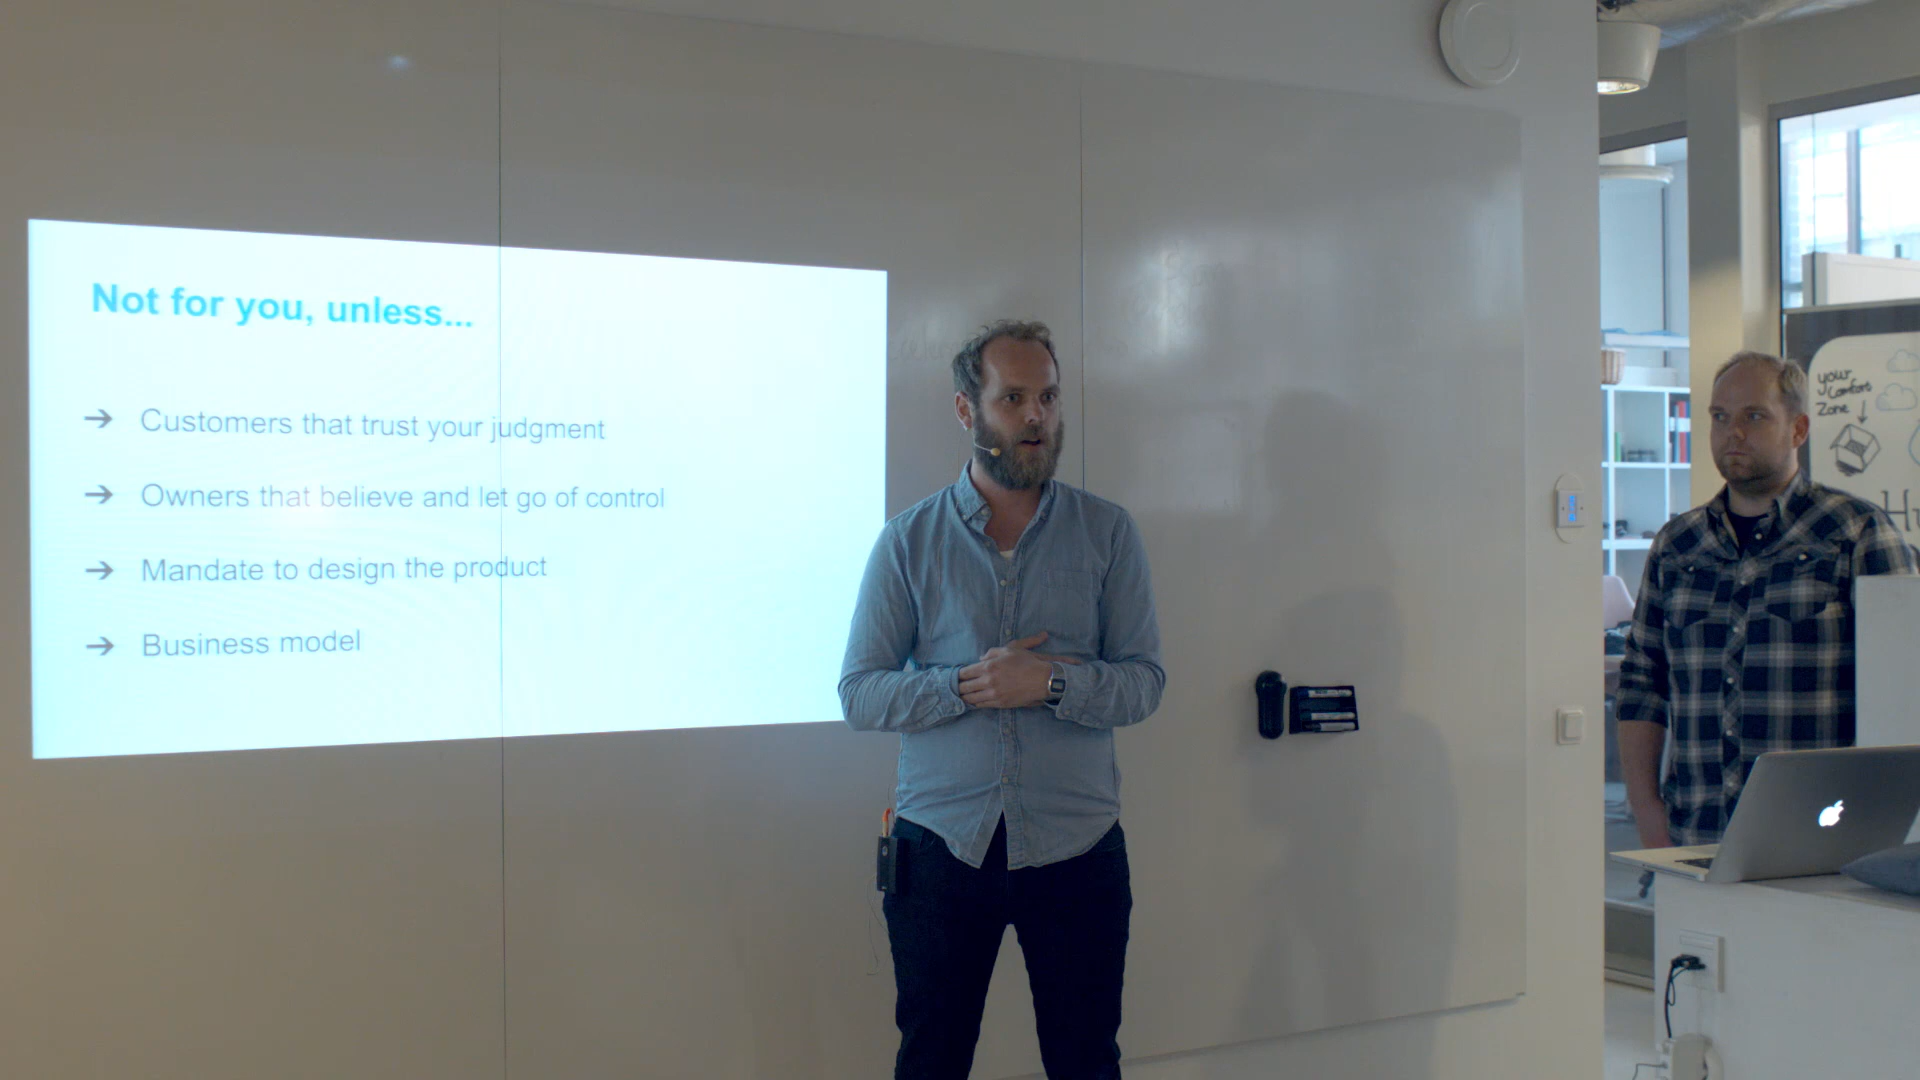 Not for you, unless...
→ Customers that trust your judgment
→ Owners that believe and let go of control
→ Mandate to design the product
→ Business model
your
Comfort
Zone